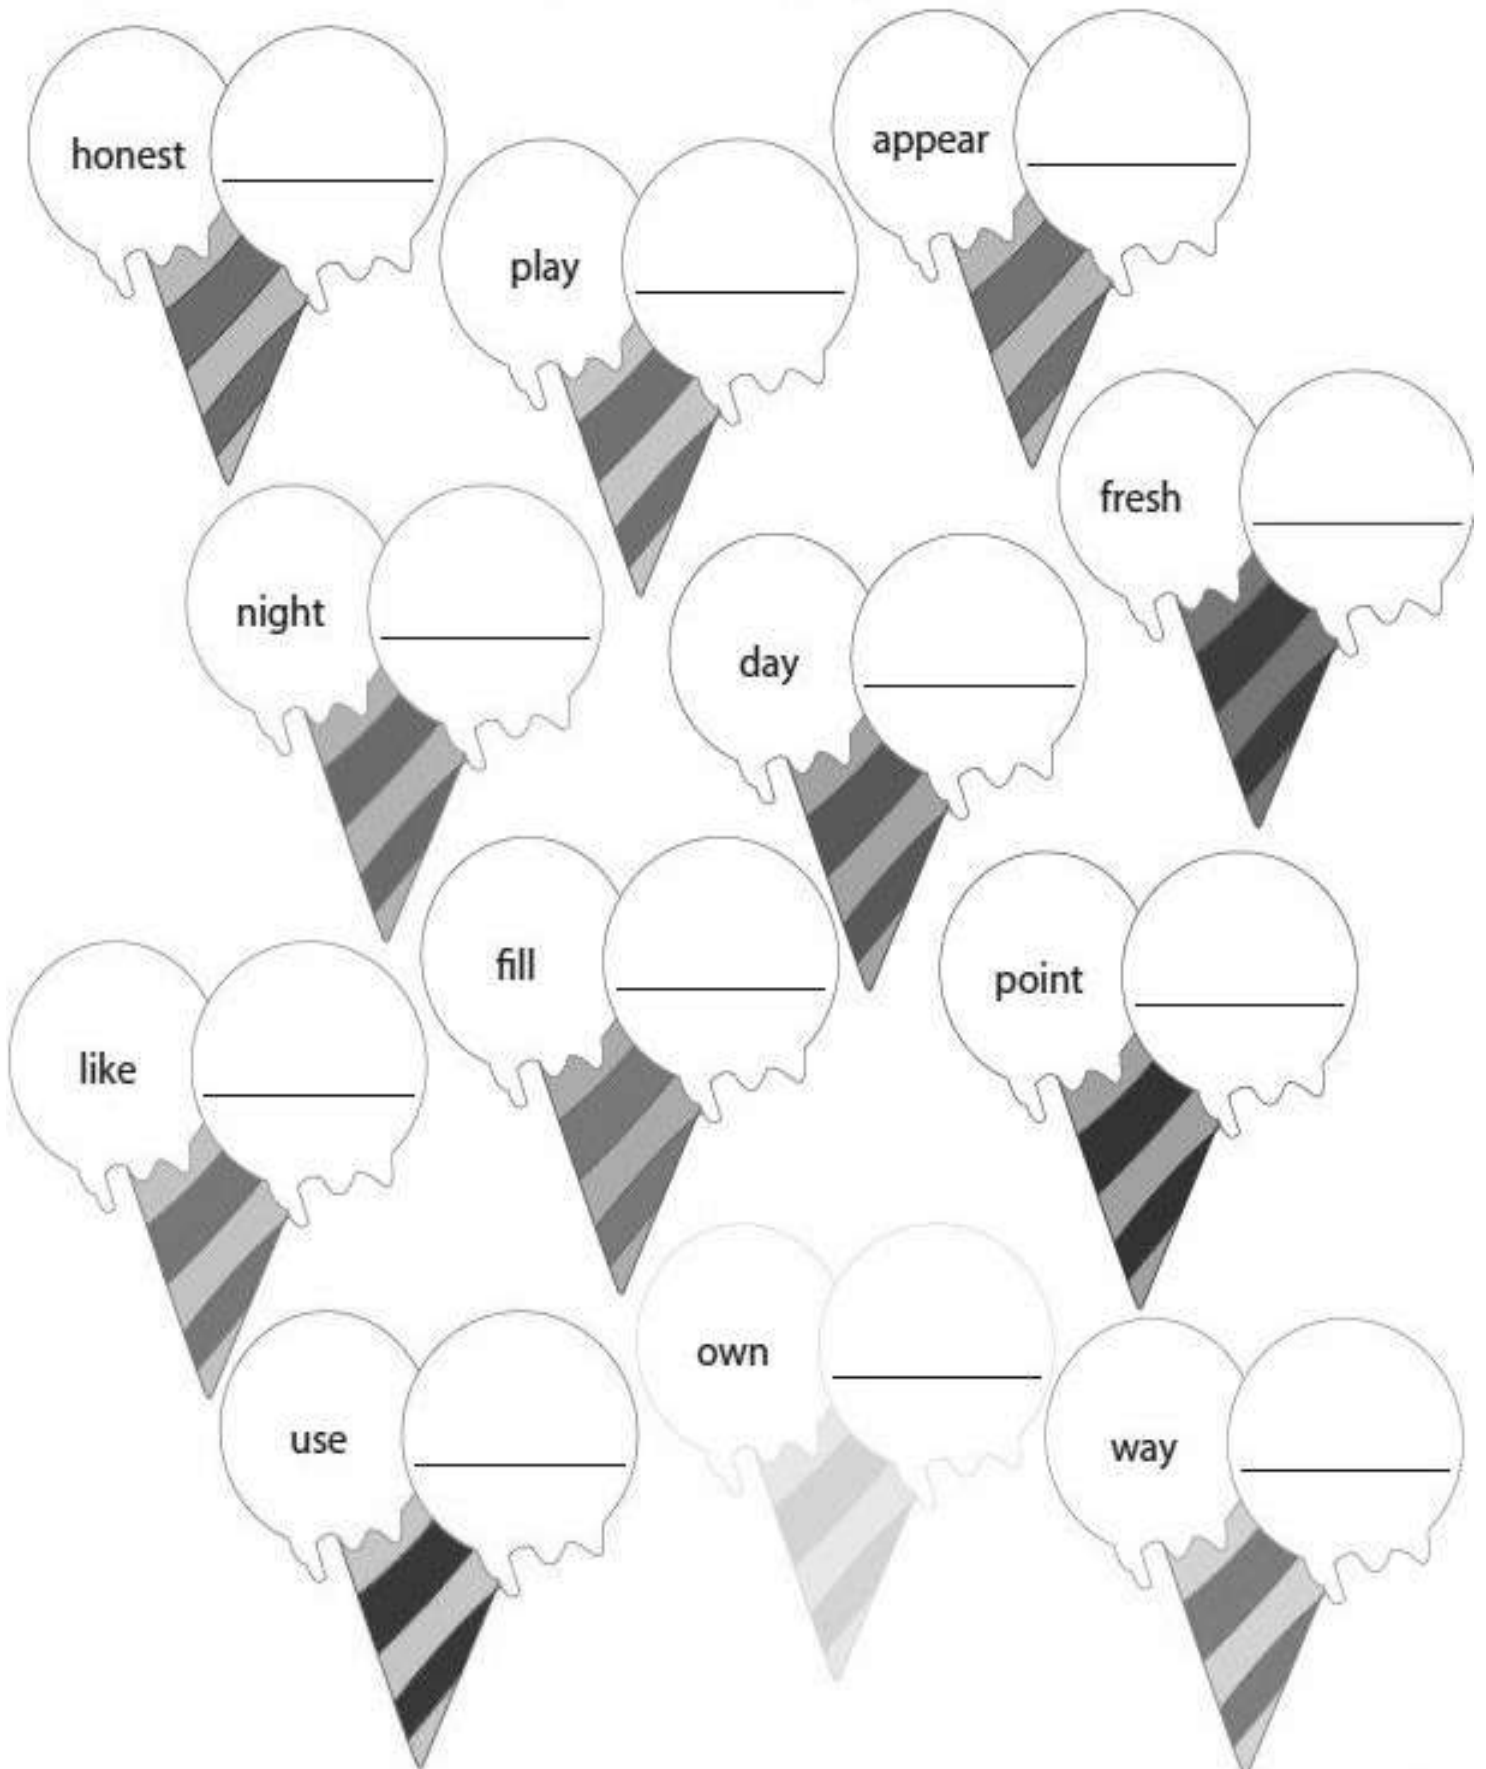 honest
appear
play
fresh
night
day
fill
point
like
own
use
way